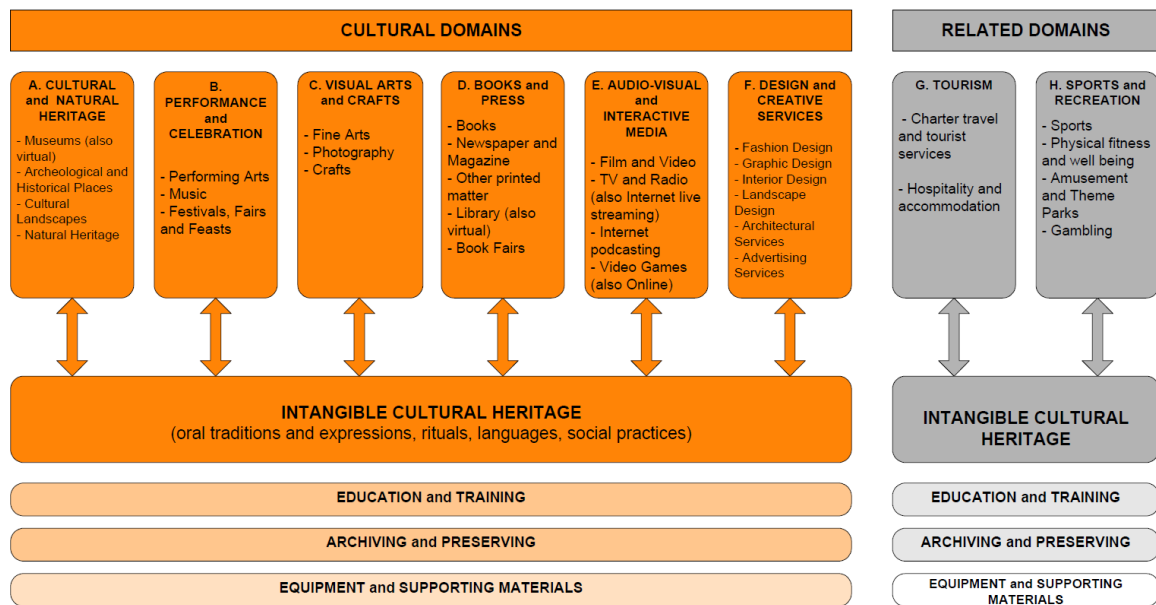 CULTURAL DOMAINS
RELATED DOMAINS
A. CULTURAL
and NATURAL
HERITAGE
- Museums (also
virtual)
- Archeological and
Historical Places
- Cultural
Landscapes
- Natural Heritage
B.
PERFORMANCE
and
CELEBRATION
- Performing Arts
- Music
- Festivals, Fairs
and Feasts
C. VISUAL ARTS
and CRAFTS
- Fine Arts
- Photography
- Crafts
D. BOOKS and
PRESS
- Books
- Newspaper and
Magazine
- Other printed
matter
- Library (also
virtual)
- Book Fairs
E. AUDIO-VISUAL
and
INTERACTIVE
MEDIA
- Film and Video
- TV and Radio
(also Internet live
streaming)
- Internet
podcasting
- Video Games
(also Online)
F. DESIGN and
CREATIVE
SERVICES
- Fashion Design
- Graphic Design
- Interior Design
- Landscape
Design
- Architectural
Services
- Advertising
Services
G. TOURISM
- Charter travel
and tourist
services
- Hospitality and
accommodation
H. SPORTS and
RECREATION
- Sports
- Physical fitness
and well being
- Amusement
and Theme
Parks
- Gambling
INTANGIBLE CULTURAL HERITAGE
(oral traditions and expressions, rituals, languages, social practices)
INTANGIBLE CULTURAL
HERITAGE
EDUCATION and TRAINING
EDUCATION and TRAINING
ARCHIVING and PRESERVING
ARCHIVING and PRESERVING
EQUIPMENT and SUPPORTING MATERIALS
EQUIPMENT and SUPPORTING
MATERIALS